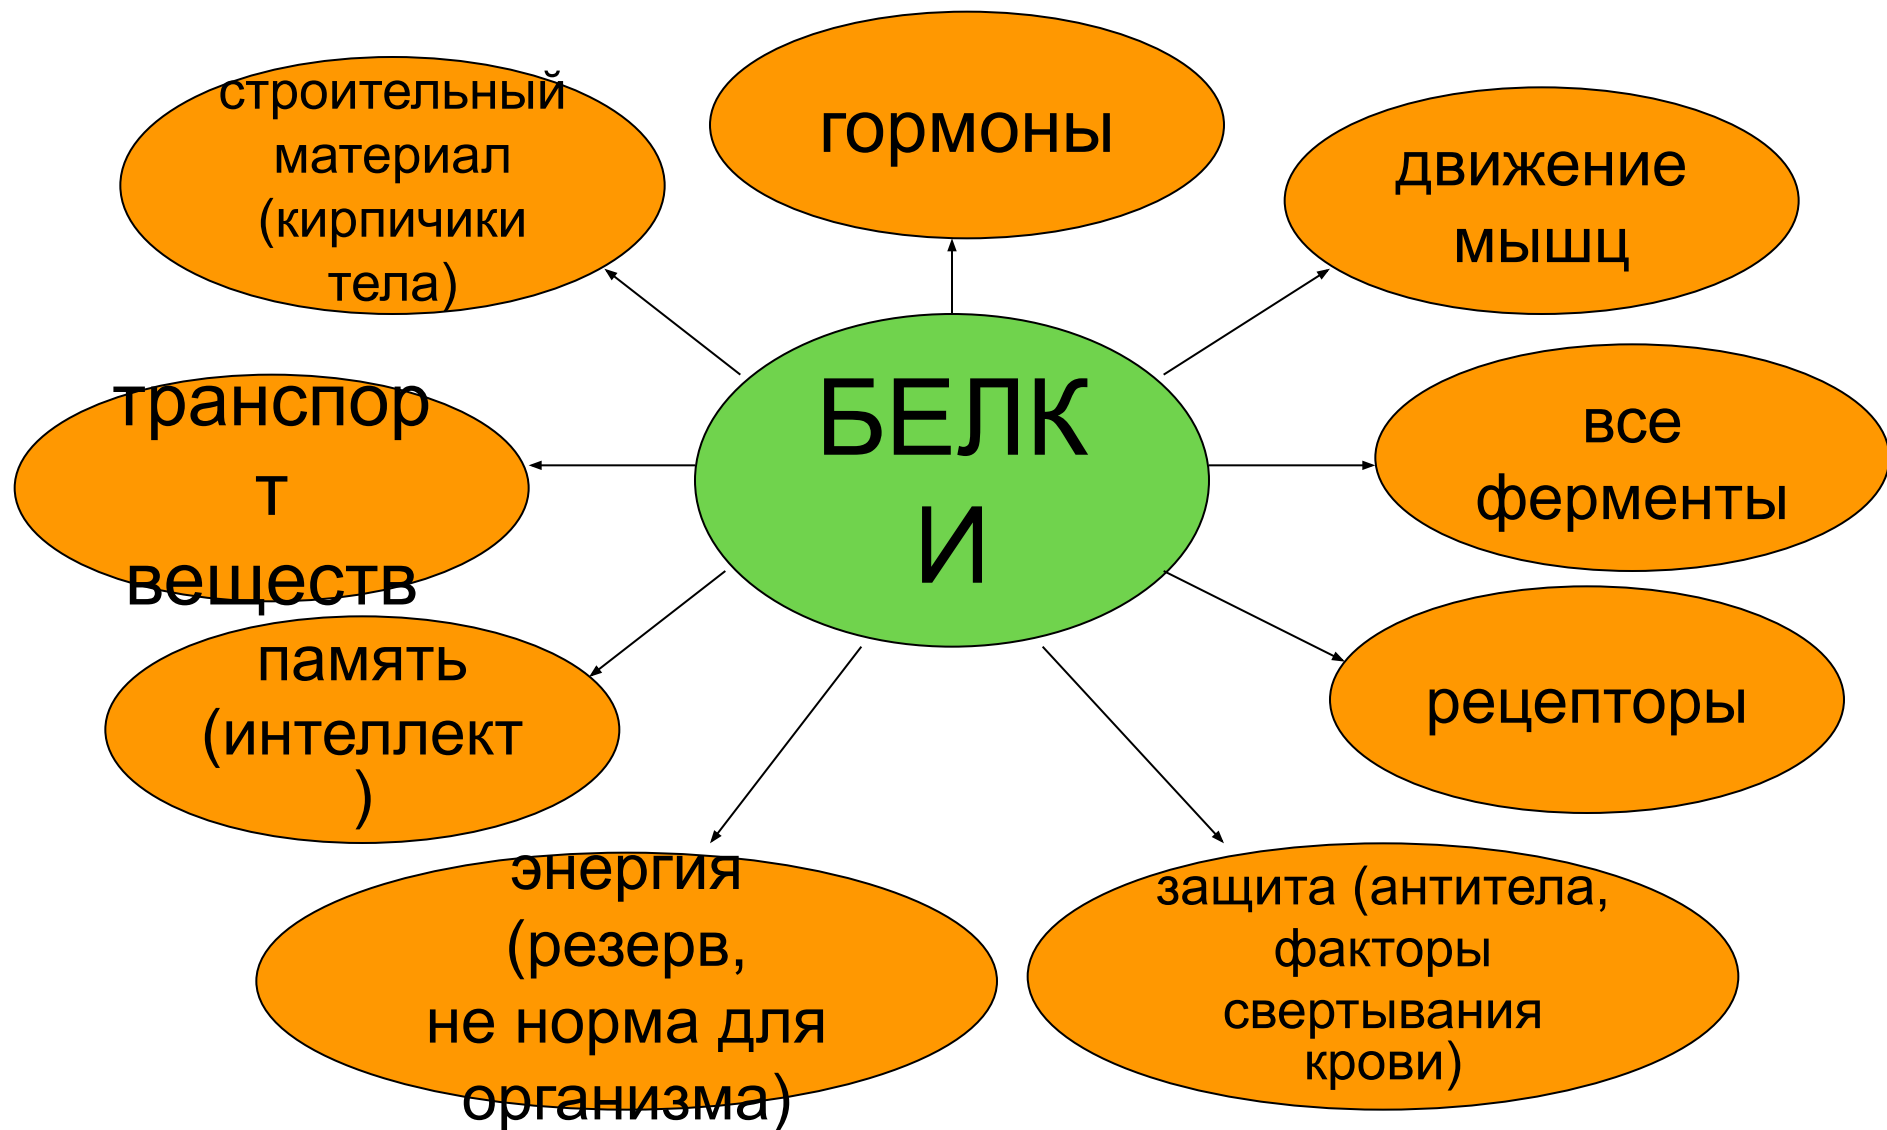 строительный
материал
(кирпичики
тела)
гормоны
движение
мышц
транспор
т
веществ
БЕЛК
И
все
ферменты
память
(интеллект
)
рецепторы
энергия
(резерв,
не норма для
организма)
защита (антитела,
факторы
свертывания
крови)